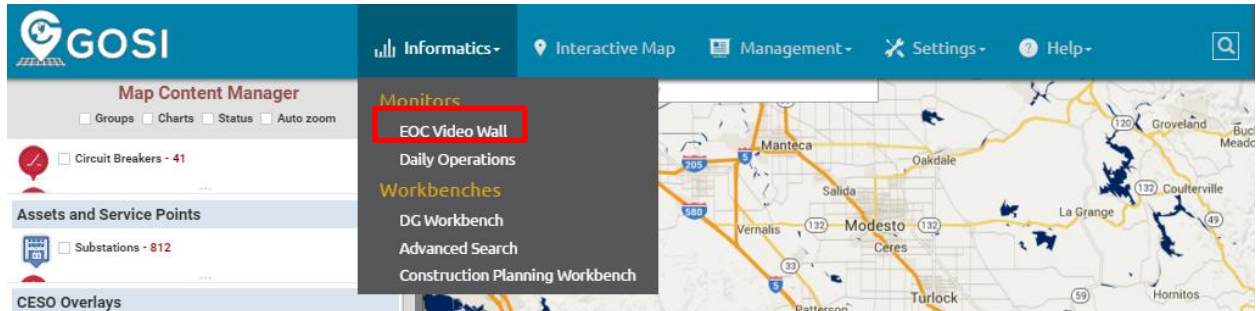 GOSI
Informatics
Interactive Map
Management
Settings
Help
Map Content Manager
Groups Charts Status Auto zoom
Circuit Breakers - 41
...
Assets and Service Points
Substations - 812
...
CESO Overlays
Monitors
EOC Video Wall
Daily Operations
Workbenches
DG Workbench
Advanced Search
Construction Planning Workbench
120
Groveland
Manteca
5
205
Oakdale
132
Coulterville
Salida
580
La Grange
49
Vernalis
132
Modesto
132
Ceres
33
5
Turlock
59
Hornitos
Patterson